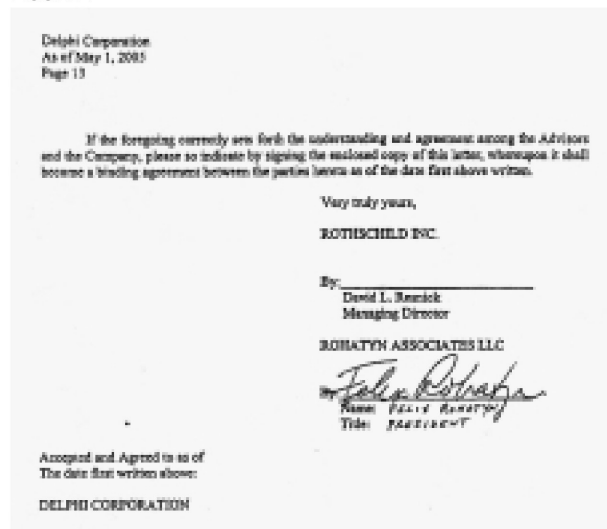 Delphi Corporation
As of May 1, 2005
Page 13
If the foregoing correctly sets forth the understanding and agreement among the Advisors
and the Company, please so indicate by signing the enclosed copy of this letter, whereupon it shall
become a binding agreement between the parties hereto as of the date first above written.
Very truly yours,
ROTHSCHILD INC.
By:
David L. Resnick
Managing Director
ROHATYN ASSOCIATES LLC
By: Felix Rohatyn
Name: FELIX ROHATYN
Title: PRESIDENT
Accepted and Agreed to as of
The date first written above:
DELPHI CORPORATION